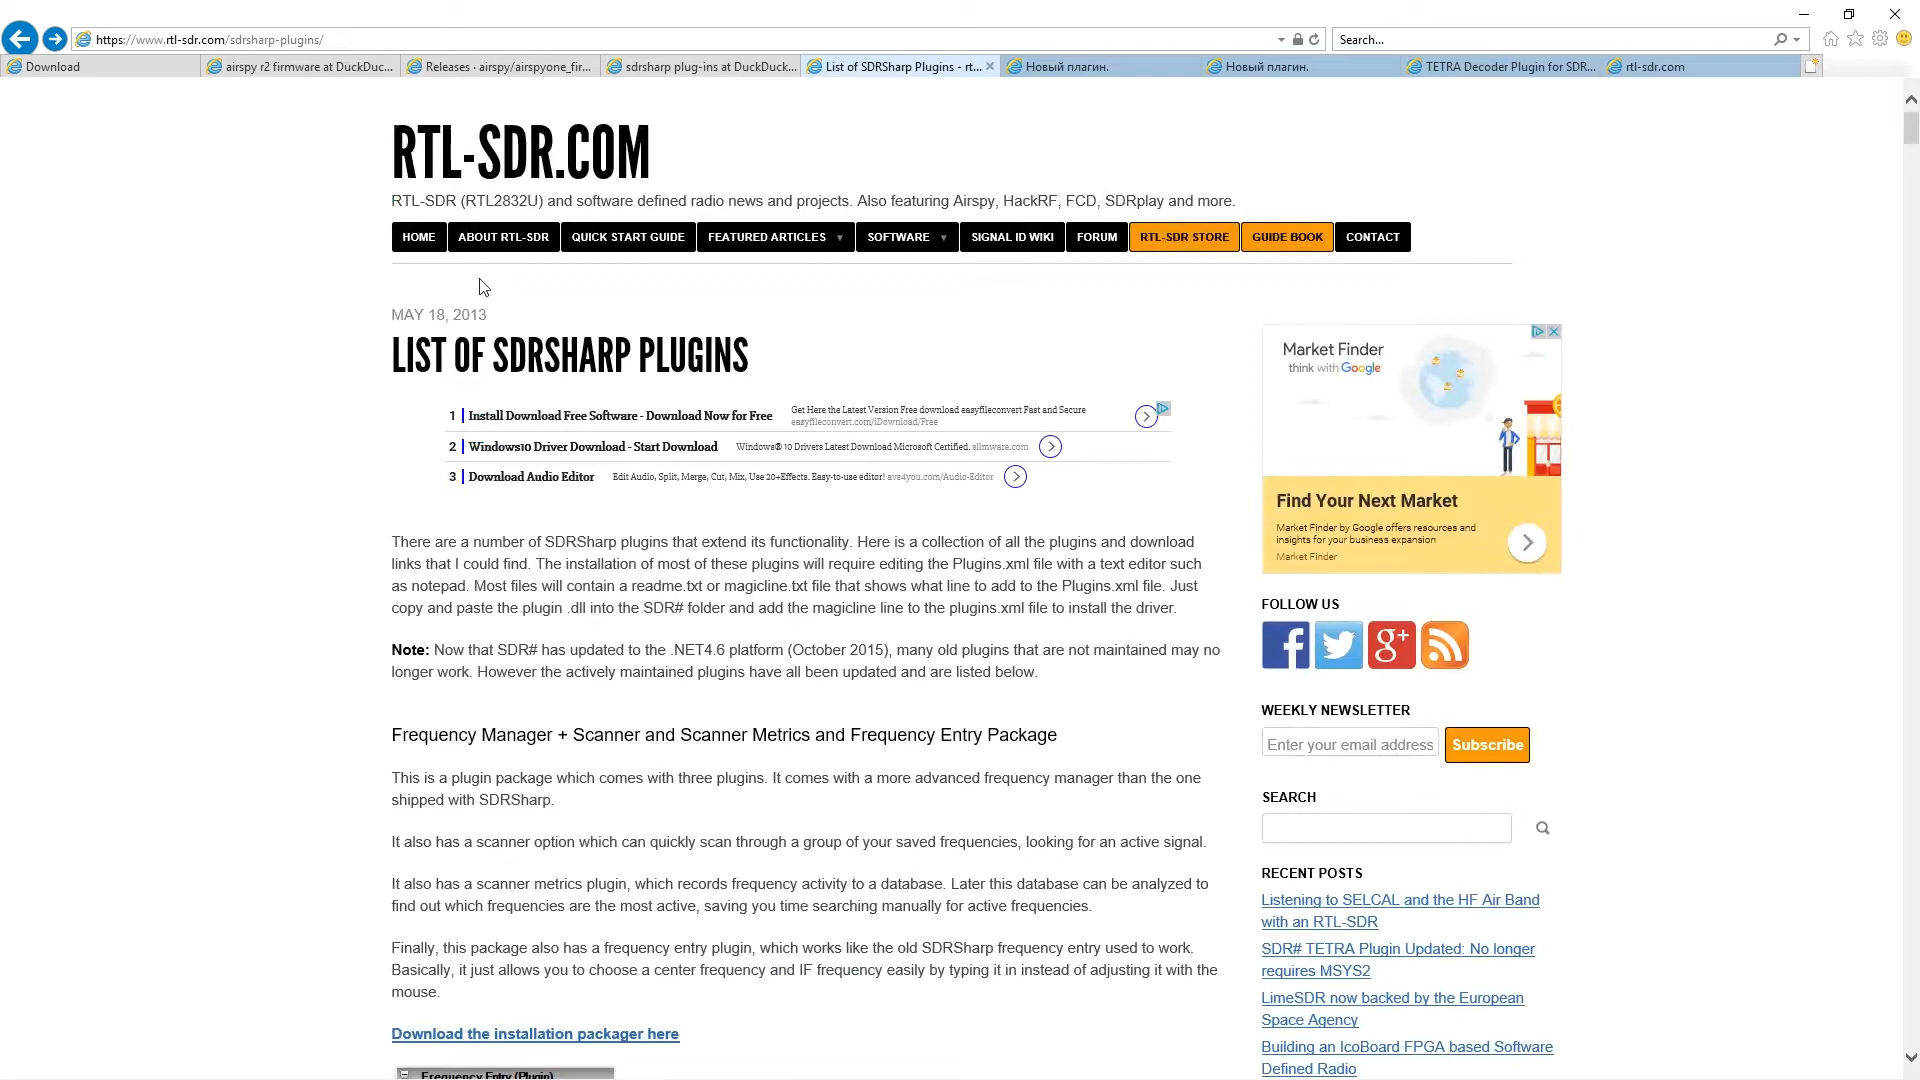 https://www.rtl-sdr.com/sdrsharp-plugins/
Search...
Download
airspy r2 firmware at DuckDuc...
Releases · airspy/airspyone_fir...
sdrsharp plug-ins at DuckDuck...
List of SDRSharp Plugins - rt...
Новый плагин.
Новый плагин.
TETRA Decoder Plugin for SDR...
rtl-sdr.com
RTL-SDR.COM
RTL-SDR (RTL2832U) and software defined radio news and projects. Also featuring Airspy, HackRF, FCD, SDRplay and more.
HOME ABOUT RTL-SDR QUICK START GUIDE FEATURED ARTICLES SOFTWARE SIGNAL ID WIKI FORUM RTL-SDR STORE GUIDE BOOK CONTACT
MAY 18, 2013
LIST OF SDRSHARP PLUGINS
1 Install Download Free Software - Download Now for Free
Get Here the Latest Version Free download easyfileconvert Fast and Secure
easyfileconvert.com/iDownload/Free
2 Windows10 Driver Download - Start Download Windows® 10 Drivers Latest Download Microsoft Certified. slimware.com
3 Download Audio Editor Edit Audio, Split, Merge, Cut, Mix, Use 20+Effects. Easy-to-use editor! avs4you.com/Audio-Editor
There are a number of SDRSharp plugins that extend its functionality. Here is a collection of all the plugins and download
links that I could find. The installation of most of these plugins will require editing the Plugins.xml file with a text editor such
as notepad. Most files will contain a readme.txt or magicline.txt file that shows what line to add to the Plugins.xml file. Just
copy and paste the plugin .dll into the SDR# folder and add the magicline line to the plugins.xml file to install the driver.
Note: Now that SDR# has updated to the .NET4.6 platform (October 2015), many old plugins that are not maintained may no
longer work. However the actively maintained plugins have all been updated and are listed below.
Frequency Manager + Scanner and Scanner Metrics and Frequency Entry Package
This is a plugin package which comes with three plugins. It comes with a more advanced frequency manager than the one
shipped with SDRSharp.
It also has a scanner option which can quickly scan through a group of your saved frequencies, looking for an active signal.
It also has a scanner metrics plugin, which records frequency activity to a database. Later this database can be analyzed to
find out which frequencies are the most active, saving you time searching manually for active frequencies.
Finally, this package also has a frequency entry plugin, which works like the old SDRSharp frequency entry used to work.
Basically, it just allows you to choose a center frequency and IF frequency easily by typing it in instead of adjusting it with the
mouse.
Download the installation packager here
Frequency Entry (Plugin)
Market Finder
think with Google
Find Your Next Market
Market Finder by Google offers resources and
insights for your business expansion
Market Finder
FOLLOW US
f
g+
WEEKLY NEWSLETTER
Enter your email address
Subscribe
SEARCH
RECENT POSTS
Listening to SELCAL and the HF Air Band
with an RTL-SDR
SDR# TETRA Plugin Updated: No longer
requires MSYS2
LimeSDR now backed by the European
Space Agency
Building an IcoBoard FPGA based Software
Defined Radio